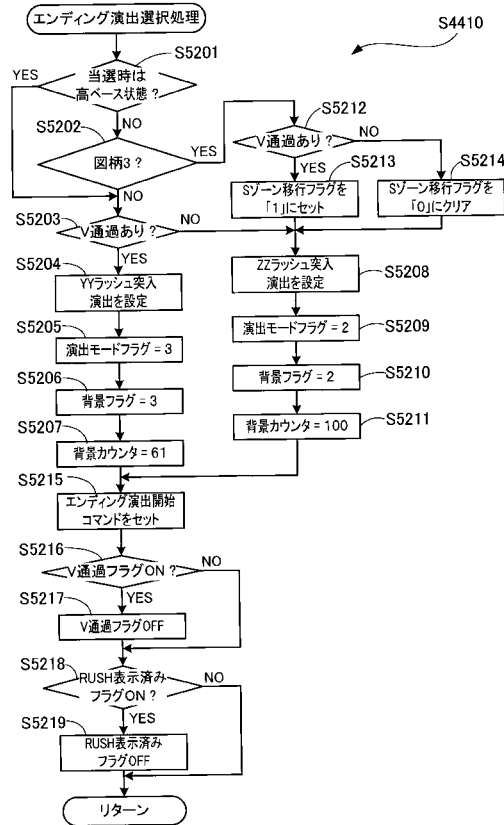 エンディング演出選択処理
S4410
S5201
YES
当選時は
高ベース状態？
NO
S5202
図柄3？
YES
NO
S5212
V通過あり？
NO
YES
S5213
Sゾーン移行フラグを
「1」にセット
S5214
Sゾーン移行フラグを
「0」にクリア
S5203
V通過あり？
NO
YES
S5204
YYラッシュ突入
演出を設定
S5205
演出モードフラグ＝3
S5206
背景フラグ＝3
S5207
背景カウンタ＝61
ZZラッシュ突入
演出を設定
S5208
演出モードフラグ＝2
S5209
背景フラグ＝2
S5210
背景カウンタ＝100
S5211
S5215
エンディング演出開始
コマンドをセット
S5216
V通過フラグON？
NO
YES
S5217
V通過フラグOFF
S5218
RUSH表示済み
フラグON？
NO
YES
S5219
RUSH表示済み
フラグOFF
リターン